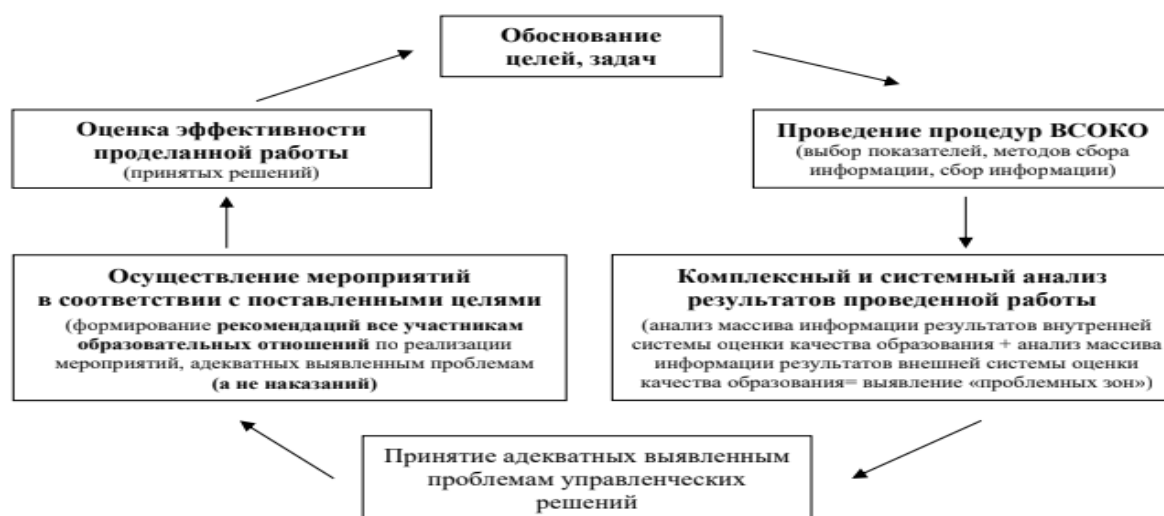 Обоснование
целей, задач
Оценка эффективности
проделанной работы
(принятых решений)
Проведение процедур ВСОКО
(выбор показателей, методов сбора
информации, сбор информации)
Осуществление мероприятий
в соответствии с поставленными целями
(формирование рекомендаций все участникам
образовательных отношений по реализации
мероприятий, адекватных выявленным проблемам
(а не наказаний)
Комплексный и системный анализ
результатов проведенной работы
(анализ массива информации результатов внутренней
системы оценки качества образования + анализ массива
информации результатов внешней системы оценки
качества образования= выявление «проблемных зон»)
Принятие адекватных выявленным
проблемам управленческих
решений